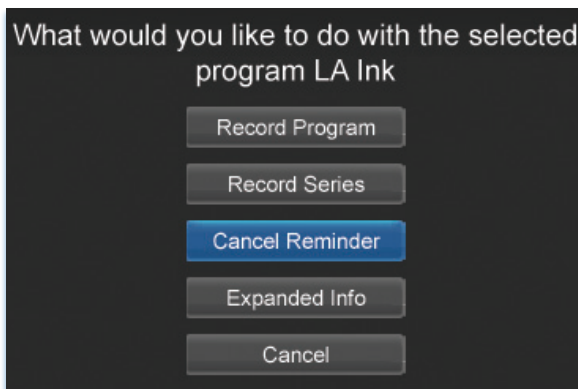 What would you like to do with the selected
program LA Ink
Record Program
Record Series
Cancel Reminder
Expanded Info
Cancel